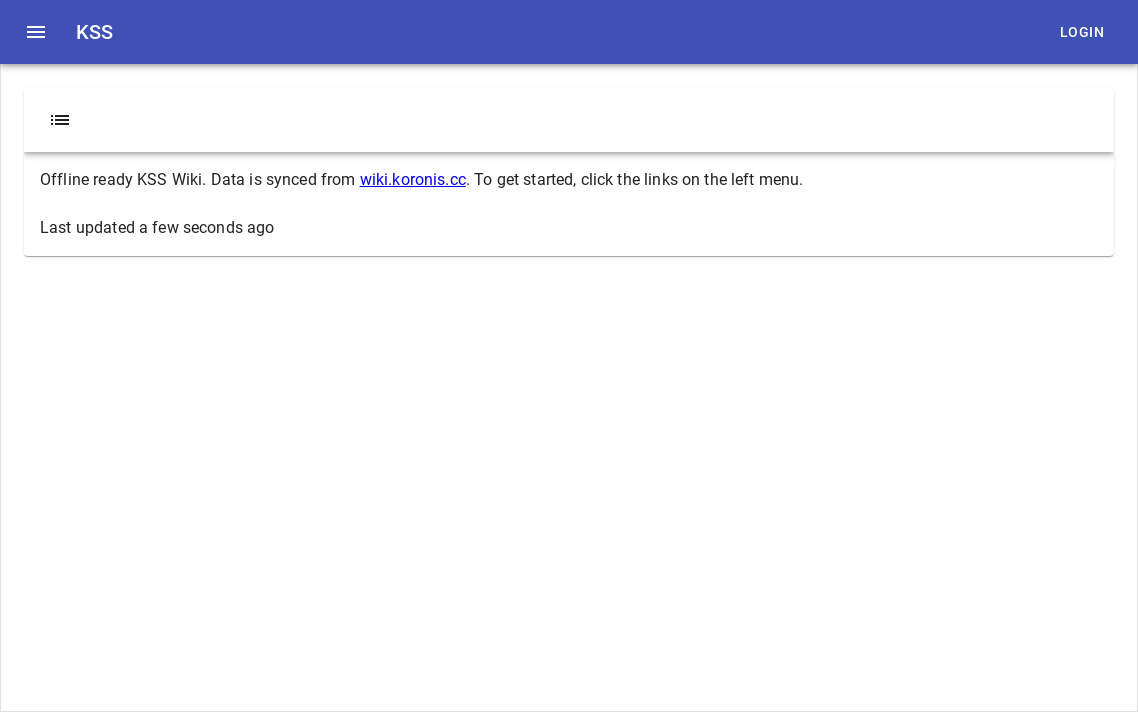 KSS
LOGIN
Offline ready KSS Wiki. Data is synced from wiki.koronis.cc. To get started, click the links on the left menu.
Last updated a few seconds ago